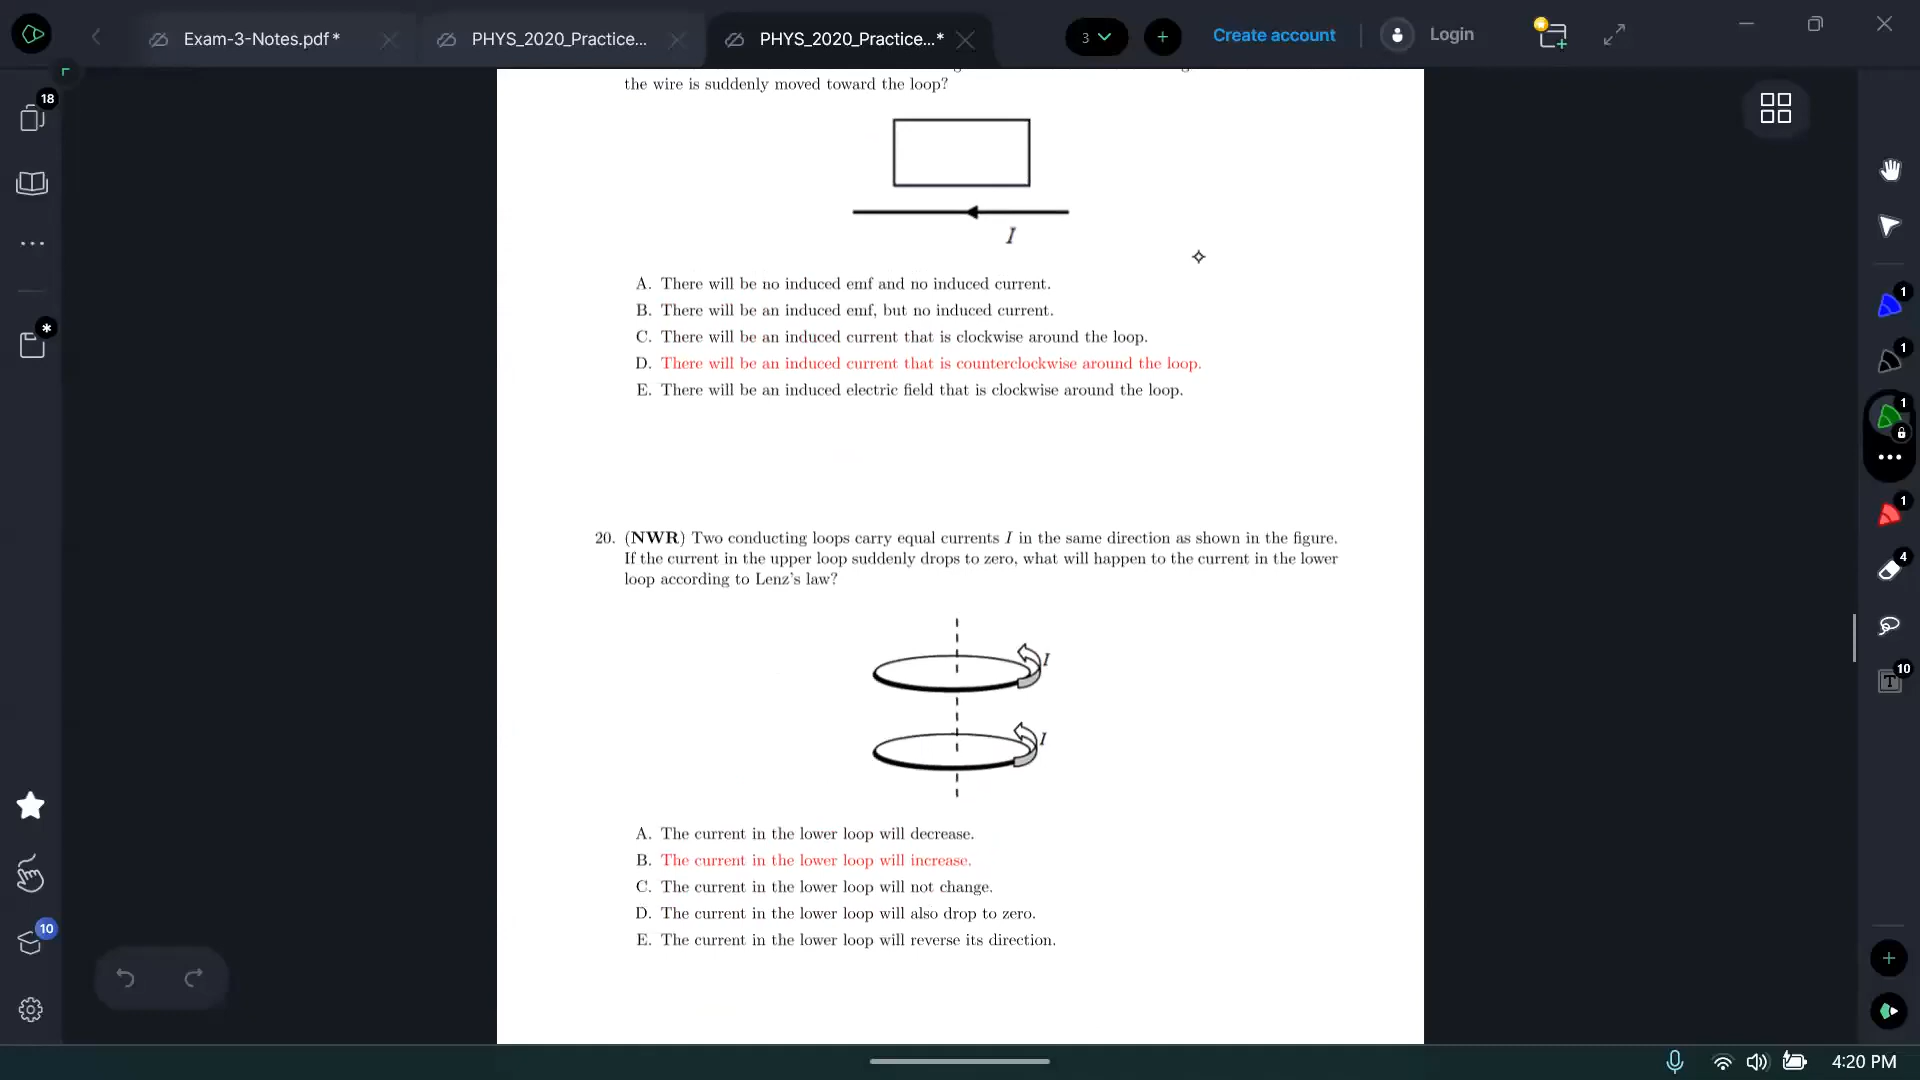 Exam-3-Notes.pdf *
PHYS_2020_Practice...
PHYS_2020_Practice...*
3
Create account
Login
18
the wire is suddenly moved toward the loop?
I
A. There will be no induced emf and no induced current.
B. There will be an induced emf, but no induced current.
C. There will be an induced current that is clockwise around the loop.
D. There will be an induced current that is counterclockwise around the loop.
E. There will be an induced electric field that is clockwise around the loop.
20. (NWR) Two conducting loops carry equal currents I in the same direction as shown in the figure.
If the current in the upper loop suddenly drops to zero, what will happen to the current in the lower
loop according to Lenz's law?
I
I
A. The current in the lower loop will decrease.
B. The current in the lower loop will increase.
C. The current in the lower loop will not change.
D. The current in the lower loop will also drop to zero.
E. The current in the lower loop will reverse its direction.
*
10
1
1
1
1
4
10
T
4:20 PM